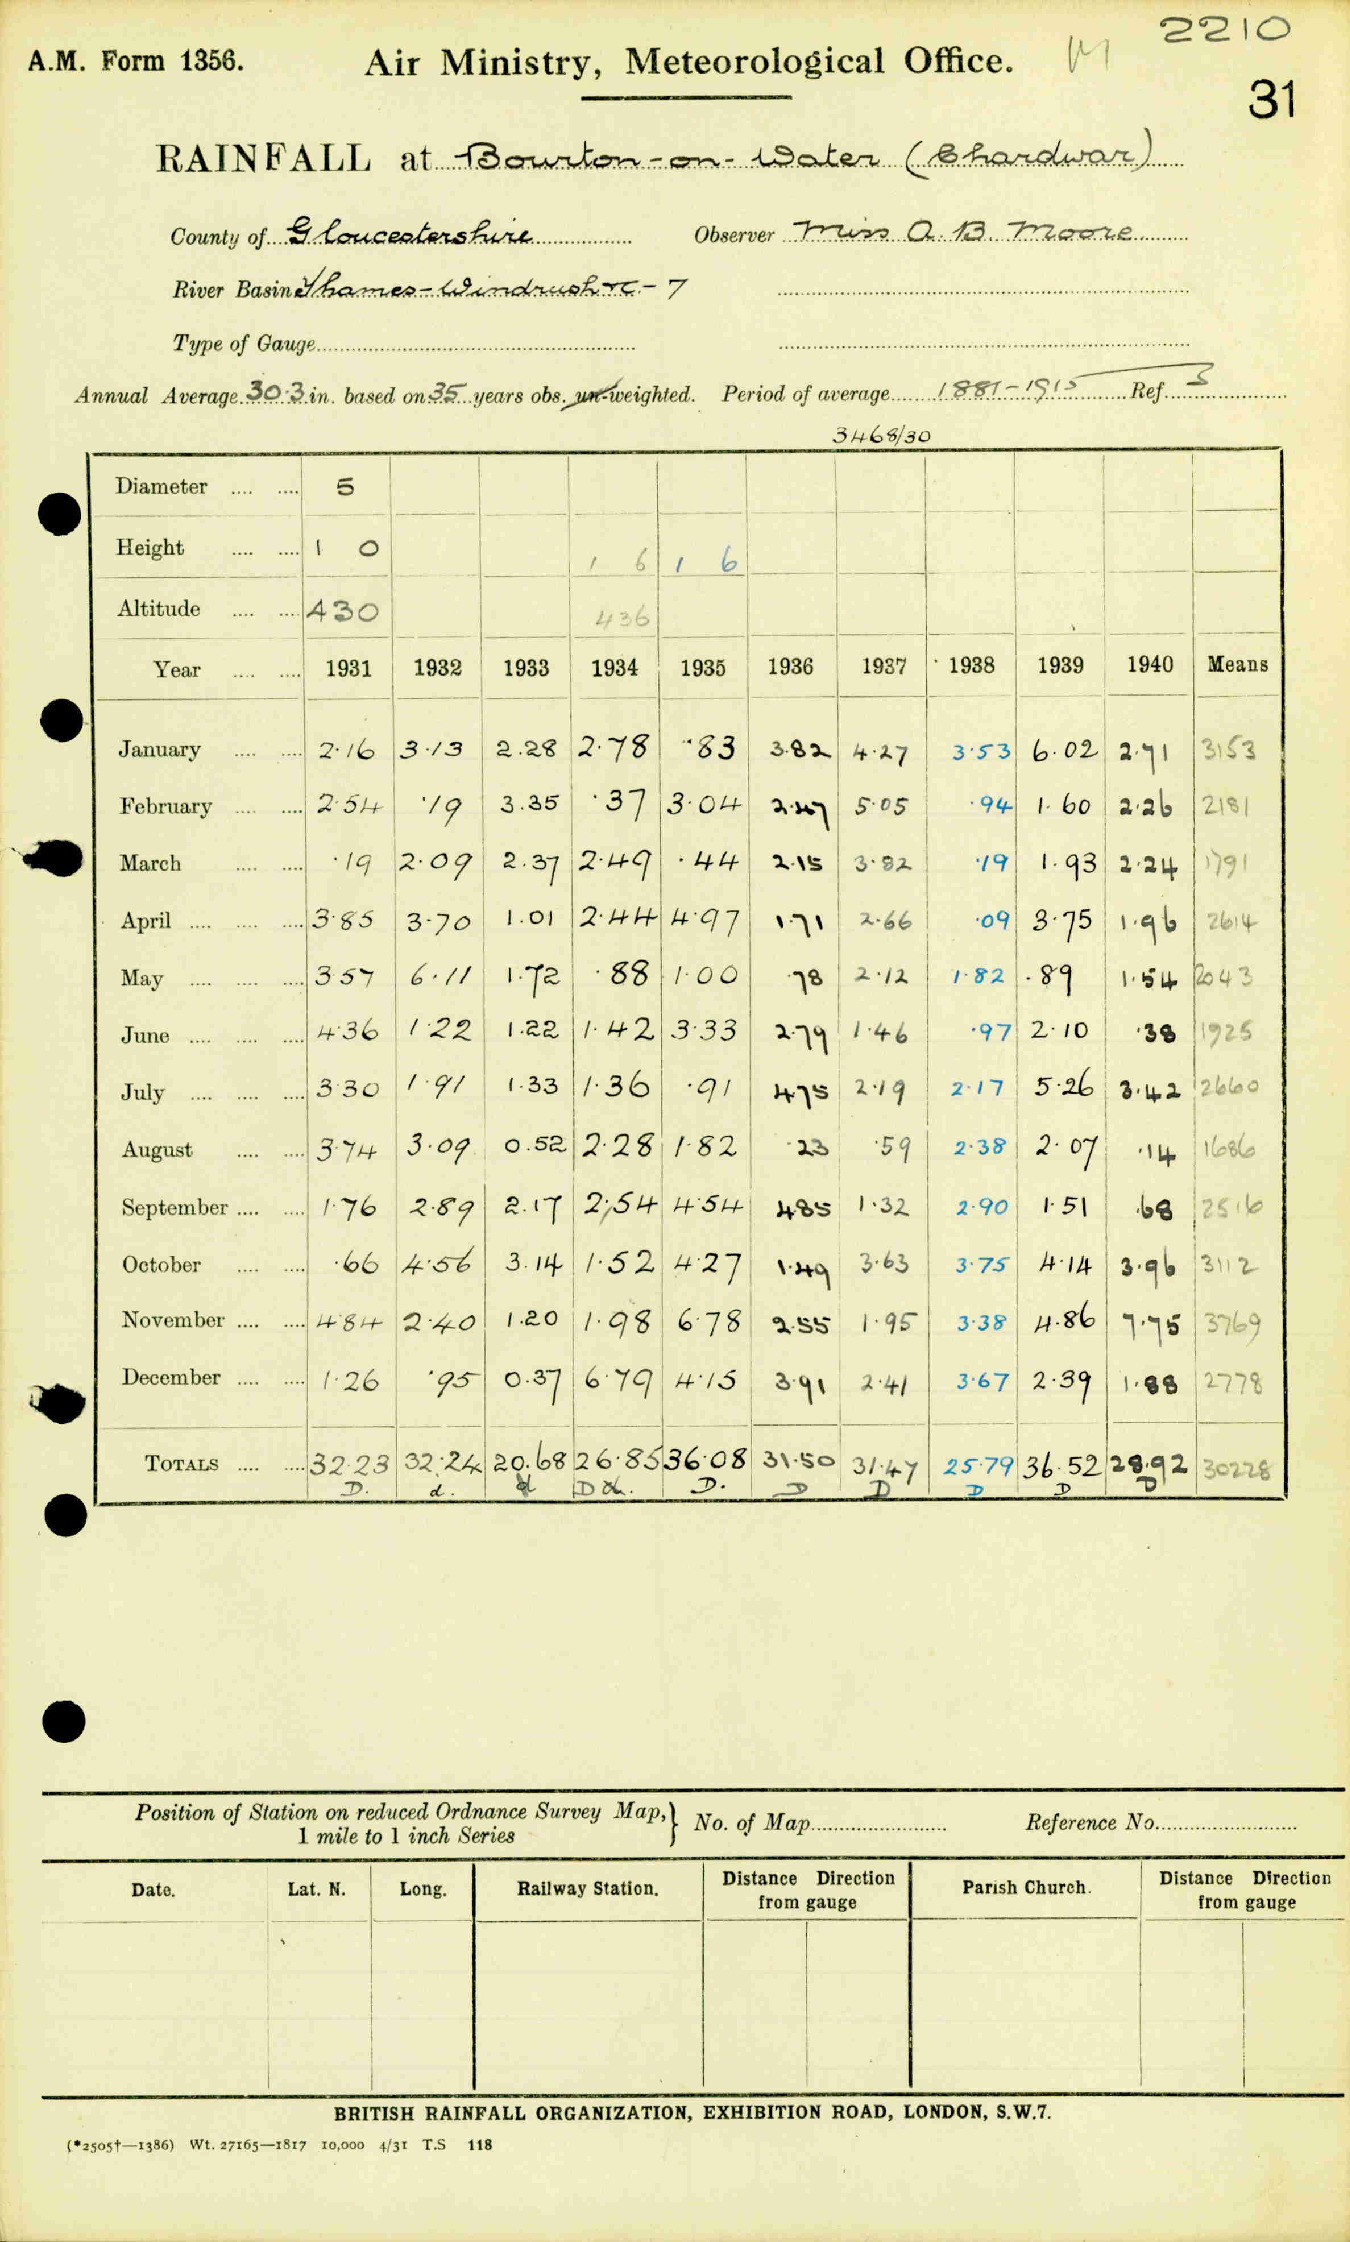 2210
A.M. Form 1356. Air Ministry, Meteorological Office.
31
RAINFALL at Bourton-on-Water (Chardwar)
County of Gloucestershire Observer Miss A. B. Moore
River Basin Thames-Windrush &c - 7
Type of Gauge
Annual Average 30.3 in. based on 35 years obs. un-weighted. Period of average 1881-1915 Ref. S
3468/30
Diameter 5
Height 1 0 1 6 1 6
Altitude 430 436
Year 1931 1932 1933 1934 1935 1936 1937 1938 1939 1940 Means
January 2.16 3.13 2.28 2.78 .83 3.82 4.27 3.53 6.02 2.71 3153
February 2.54 .19 3.35 .37 3.04 2.47 5.05 .94 1.60 2.26 2181
March .19 2.09 2.37 2.49 .44 2.15 3.82 .19 1.93 2.24 1791
April 3.85 3.70 1.01 2.44 4.97 1.71 2.66 .09 3.75 1.96 2614
May 3.57 6.11 1.72 .88 1.00 .78 2.12 1.82 .89 1.54 2043
June 4.36 1.22 1.22 1.42 3.33 2.79 1.46 .97 2.10 .38 1925
July 3.30 1.91 1.33 1.36 .91 4.75 2.19 2.17 5.26 3.42 2660
August 3.74 3.09 0.52 2.28 1.82 .23 .59 2.38 2.07 .14 1686
September 1.76 2.89 2.17 2.54 4.54 4.85 1.32 2.90 1.51 .68 2516
October .66 4.56 3.14 1.52 4.27 1.49 3.63 3.75 4.14 3.96 3112
November 4.84 2.40 1.20 1.98 6.78 2.55 1.95 3.38 4.86 7.75 3769
December 1.26 .95 0.37 6.79 4.15 3.91 2.41 3.67 2.39 1.88 2778
TOTALS 32.23 32.24 20.68 26.85 36.08 31.50 31.47 25.79 36.52 28.92 30228
D. d. d D d. D. D D D D D
Position of Station on reduced Ordnance Survey Map,} No. of Map Reference No.
1 mile to 1 inch Series
Date. Lat. N. Long. Railway Station. Distance Direction from gauge Parish Church. Distance Direction from gauge
BRITISH RAINFALL ORGANIZATION, EXHIBITION ROAD, LONDON, S.W.7.
(*2505†—1386) Wt. 27165—1817 10,000 4/31 T.S 118